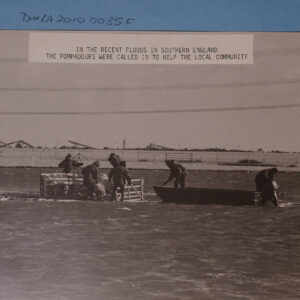 DUXLA 2010 0035F
IN THE RECENT FLOODS IN SOUTHERN ENGLAND
THE POMPADOURS WERE CALLED IN TO HELP THE LOCAL COMMUNITY